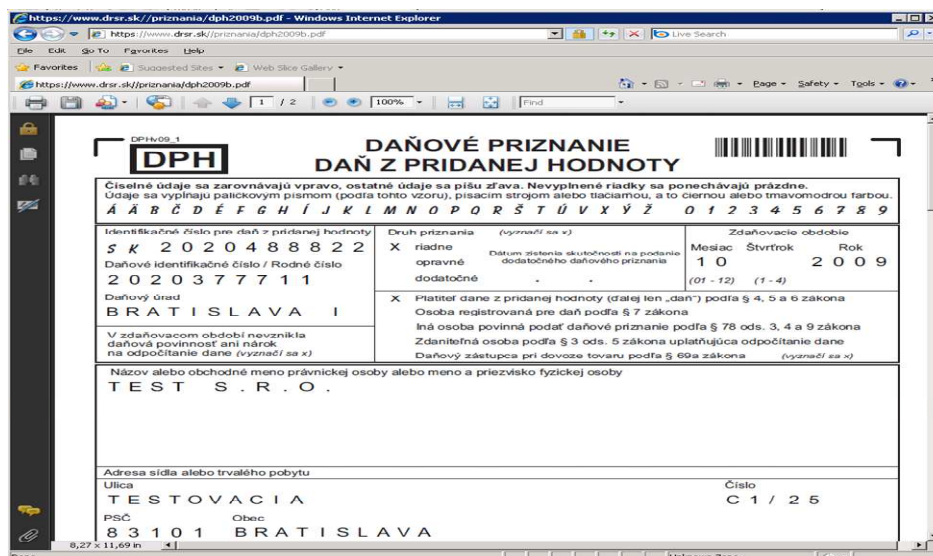 https://www.drsr.sk//priznania/dph2009b.pdf - Windows Internet Explorer
https://www.drsr.sk//priznania/dph2009b.pdf
Live Search
File Edit Go To Favorites Help
Favorites Suggested Sites Web Slice Gallery
https://www.drsr.sk//priznania/dph2009b.pdf
Page Safety Tools
1 / 2 100% Find
DPHv09_1
DPH
DAŇOVÉ PRIZNANIE
DAŇ Z PRIDANEJ HODNOTY
Číselné údaje sa zarovnávajú vpravo, ostatné údaje sa píšu zľava. Nevyplnené riadky sa ponechávajú prázdne.
Údaje sa vypĺňajú paličkovým písmom (podľa tohto vzoru), písacím strojom alebo tlačiarňou, a to čiernou alebo tmavomodrou farbou.
Á Ä B Č D É F G H Í J K L M N O P Q R Š T Ú V X Ý Ž 0 1 2 3 4 5 6 7 8 9
Identifikačné číslo pre daň z pridanej hodnoty
S K 2 0 2 0 4 8 8 8 2 2
Daňové identifikačné číslo / Rodné číslo
2 0 2 0 3 7 7 7 1 1
Daňový úrad
B R A T I S L A V A I
V zdaňovacom období nevznikla
daňová povinnosť ani nárok
na odpočítanie dane (vyznačí sa x)
Druh priznania (vyznačí sa x)
X riadne
opravné
dodatočné
Dátum zistenia skutočnosti na podanie
dodatočného daňového priznania
. .
Zdaňovacie obdobie
Mesiac Štvrťrok Rok
1 0 2 0 0 9
(01 - 12) (1 - 4)
X Platiteľ dane z pridanej hodnoty (ďalej len „daň“) podľa § 4, 5 a 6 zákona
Osoba registrovaná pre daň podľa § 7 zákona
Iná osoba povinná podať daňové priznanie podľa § 78 ods. 3, 4 a 9 zákona
Zdaniteľná osoba podľa § 3 ods. 5 zákona uplatňujúca odpočítanie dane
Daňový zástupca pri dovoze tovaru podľa § 69a zákona (vyznačí sa x)
Názov alebo obchodné meno právnickej osoby alebo meno a priezvisko fyzickej osoby
T E S T S . R . O .
Adresa sídla alebo trvalého pobytu
Ulica Číslo
T E S T O V A C I A C 1 / 2 5
PSČ Obec
8 3 1 0 1 B R A T I S L A V A
8,27 x 11,69 in